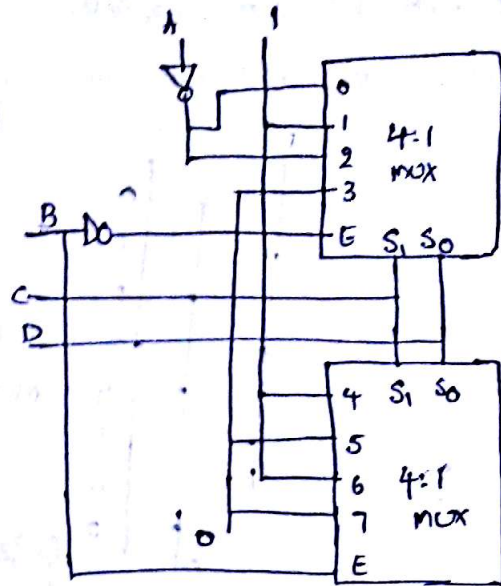 A 1
0
1 4:1
2 MUX
3
B E S₁ S₀
C
D
4 S₁ S₀
5
6 4:1
7 MUX
0
E